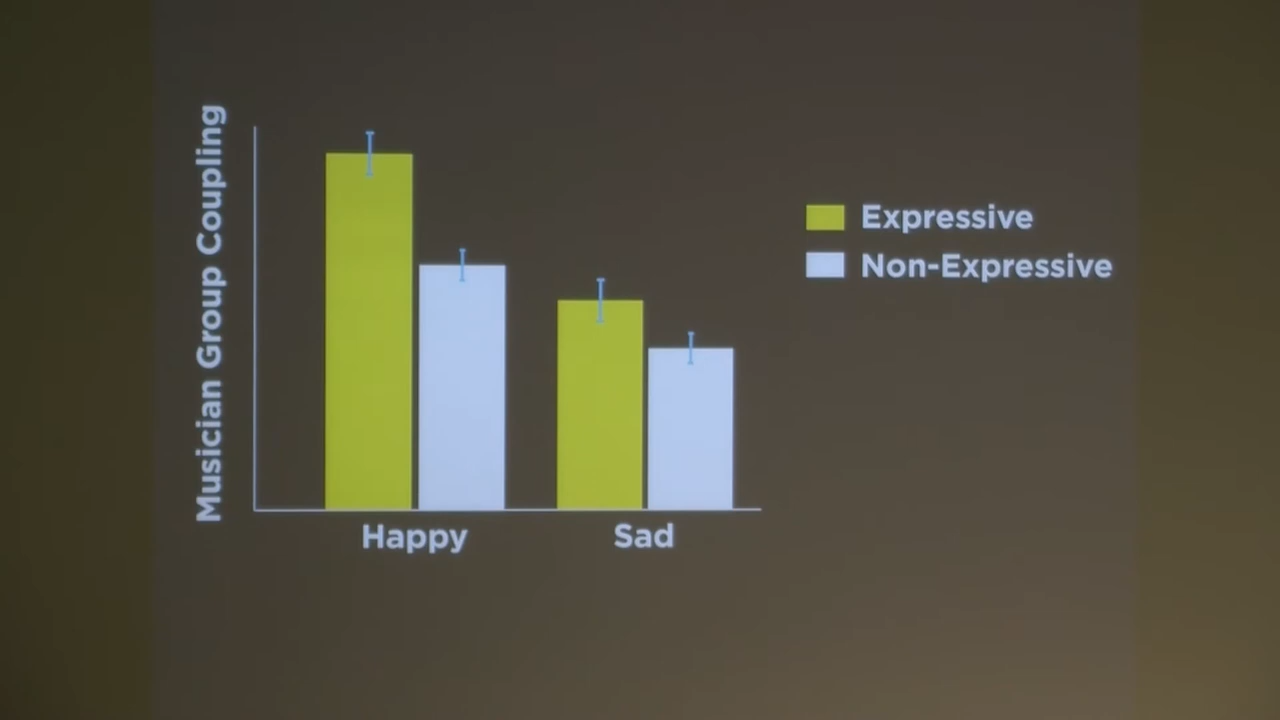 Musician Group Coupling
Expressive
Non-Expressive
Happy
Sad